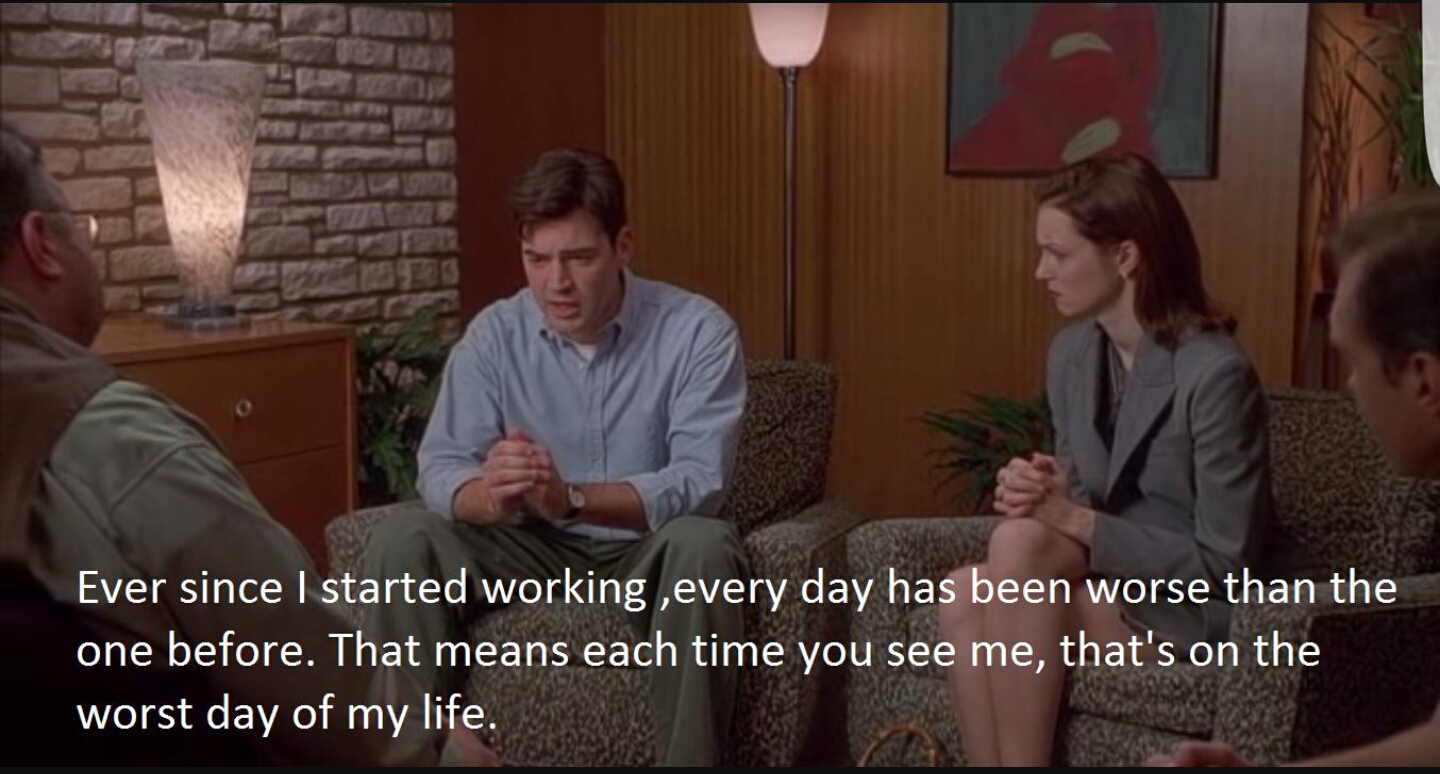 Ever since I started working ,every day has been worse than the
one before. That means each time you see me, that's on the
worst day of my life.